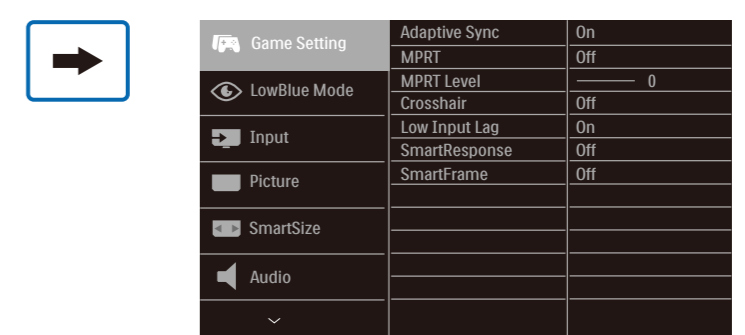 Game Setting
LowBlue Mode
Input
Picture
SmartSize
Audio
Adaptive Sync On
MPRT Off
MPRT Level 0
Crosshair Off
Low Input Lag On
SmartResponse Off
SmartFrame Off